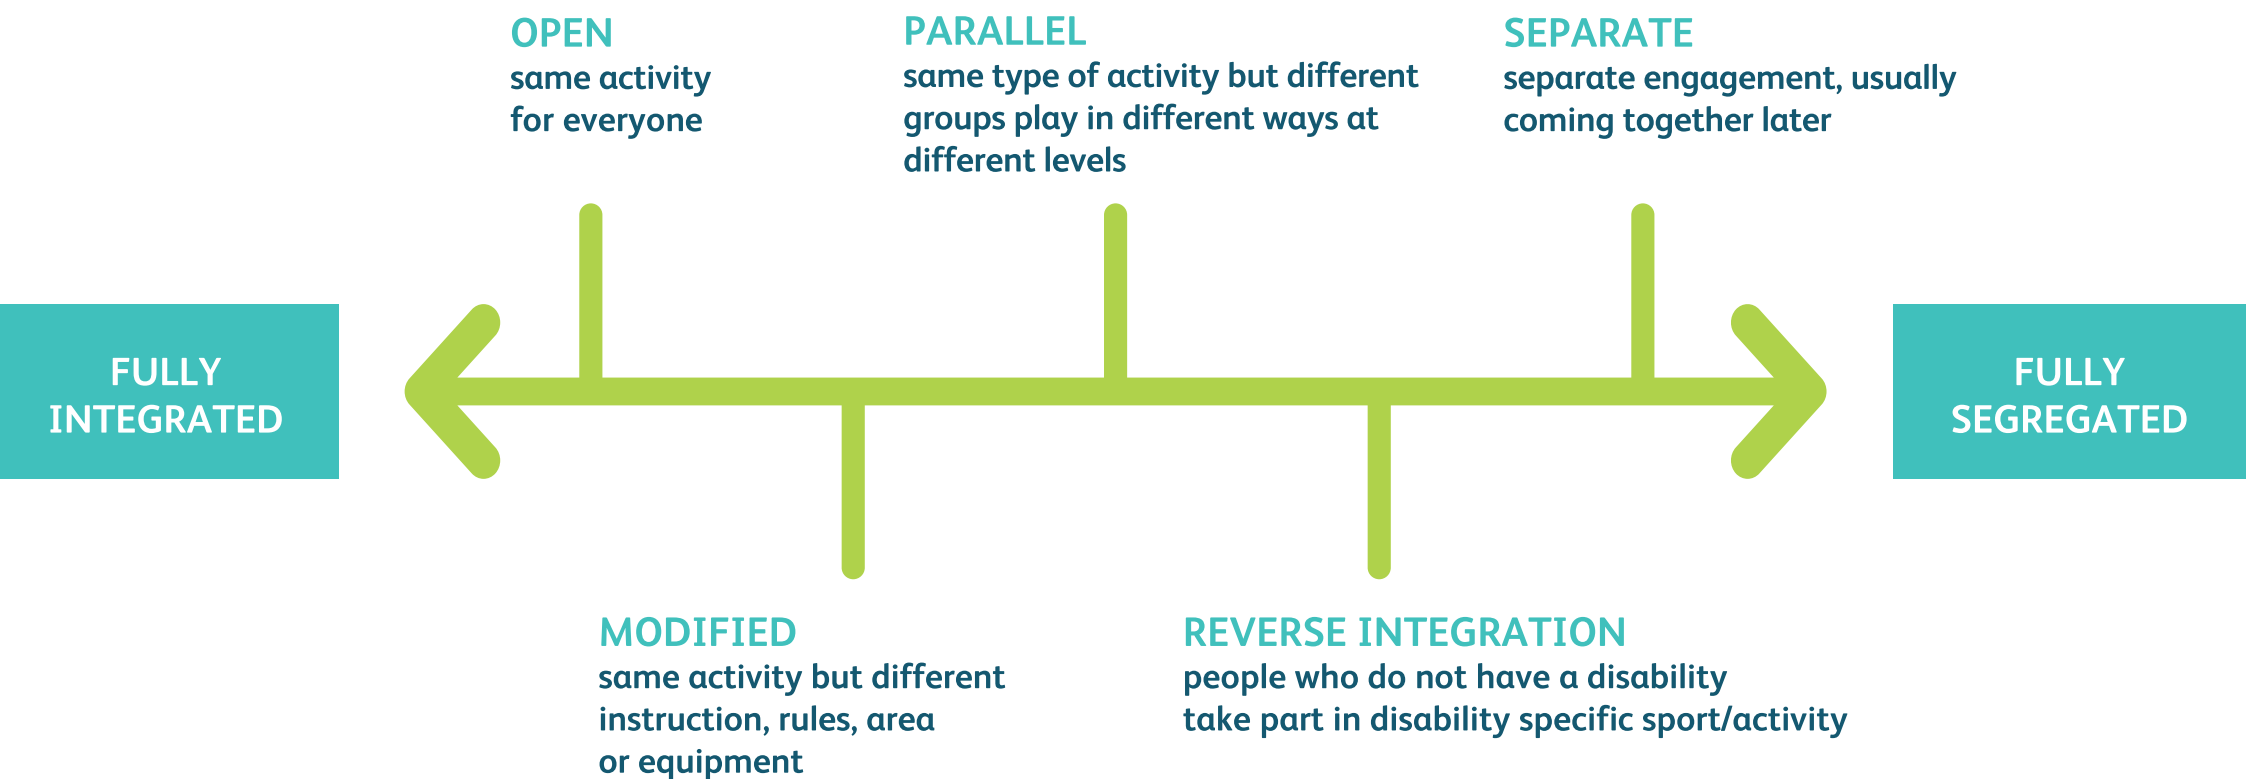 OPEN
same activity
for everyone
PARALLEL
same type of activity but different
groups play in different ways at
different levels
SEPARATE
separate engagement, usually
coming together later
FULLY
INTEGRATED
FULLY
SEGREGATED
MODIFIED
same activity but different
instruction, rules, area
or equipment
REVERSE INTEGRATION
people who do not have a disability
take part in disability specific sport/activity